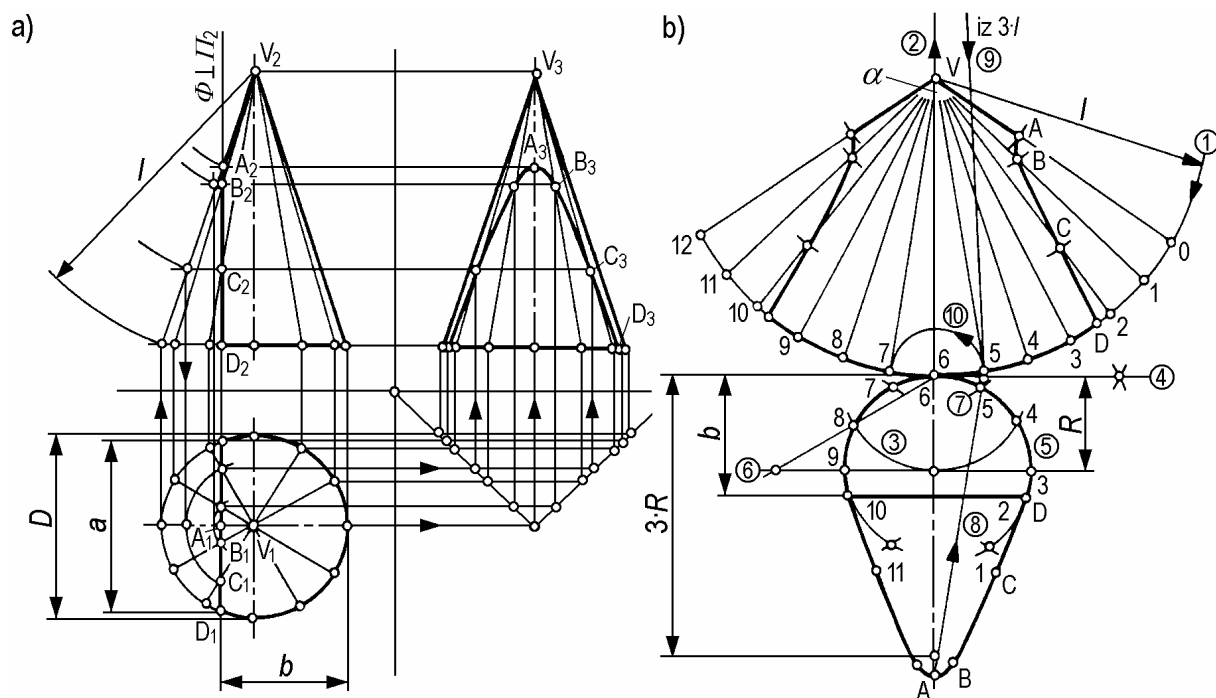 a)
Φ⊥Π₂
V₂
V₃
l
A₂
B₂
C₂
D₂
A₃
B₃
C₃
D₃
D
a
A₁
B₁
V₁
C₁
D₁
b
b)
②
iz 3·l
⑨
V
α
l
①
A
B
C
12
11
10
9
8
7
6
5
4
3
D
2
1
0
⑩
7
6
⑦
5
④
8
③
4
⑤
R
b
⑥
9
3
3·R
10
2
D
⑧
11
1
C
A
B